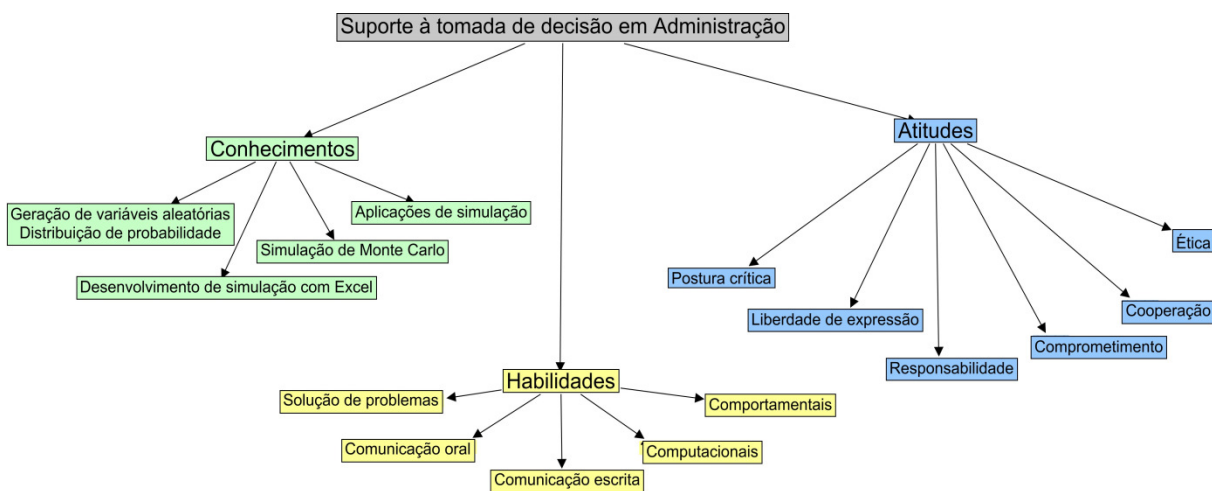 Suporte à tomada de decisão em Administração
Conhecimentos
Geração de variáveis aleatórias
Distribuição de probabilidade
Desenvolvimento de simulação com Excel
Simulação de Monte Carlo
Aplicações de simulação
Habilidades
Solução de problemas
Comunicação oral
Comunicação escrita
Computacionais
Comportamentais
Atitudes
Postura crítica
Liberdade de expressão
Responsabilidade
Comprometimento
Cooperação
Ética